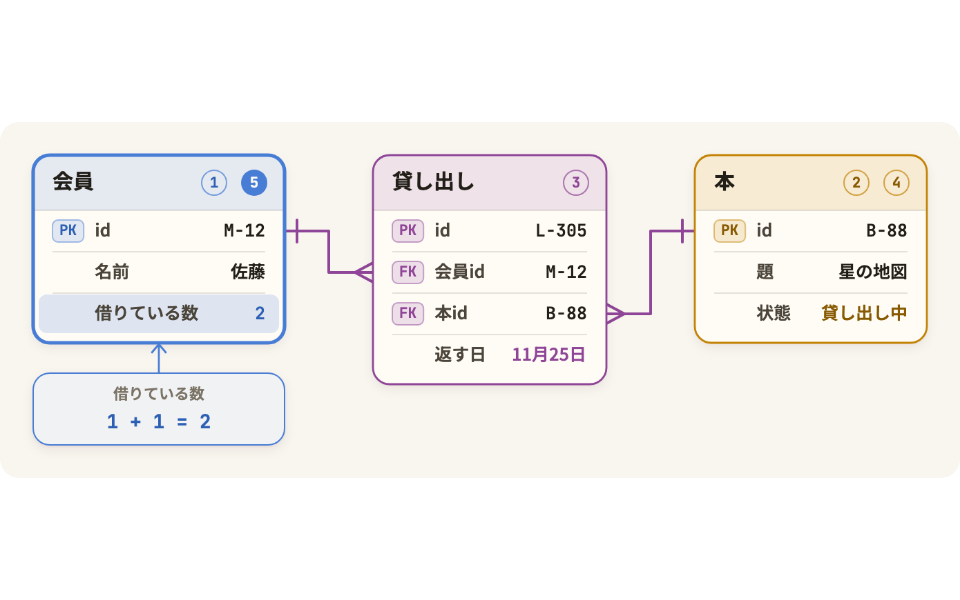 会員 1 5
PK id M-12
名前 佐藤
借りている数 2
借りている数
1 + 1 = 2
貸し出し 3
PK id L-305
FK 会員id M-12
FK 本id B-88
返す日 11月25日
本 2 4
PK id B-88
題 星の地図
状態 貸し出し中